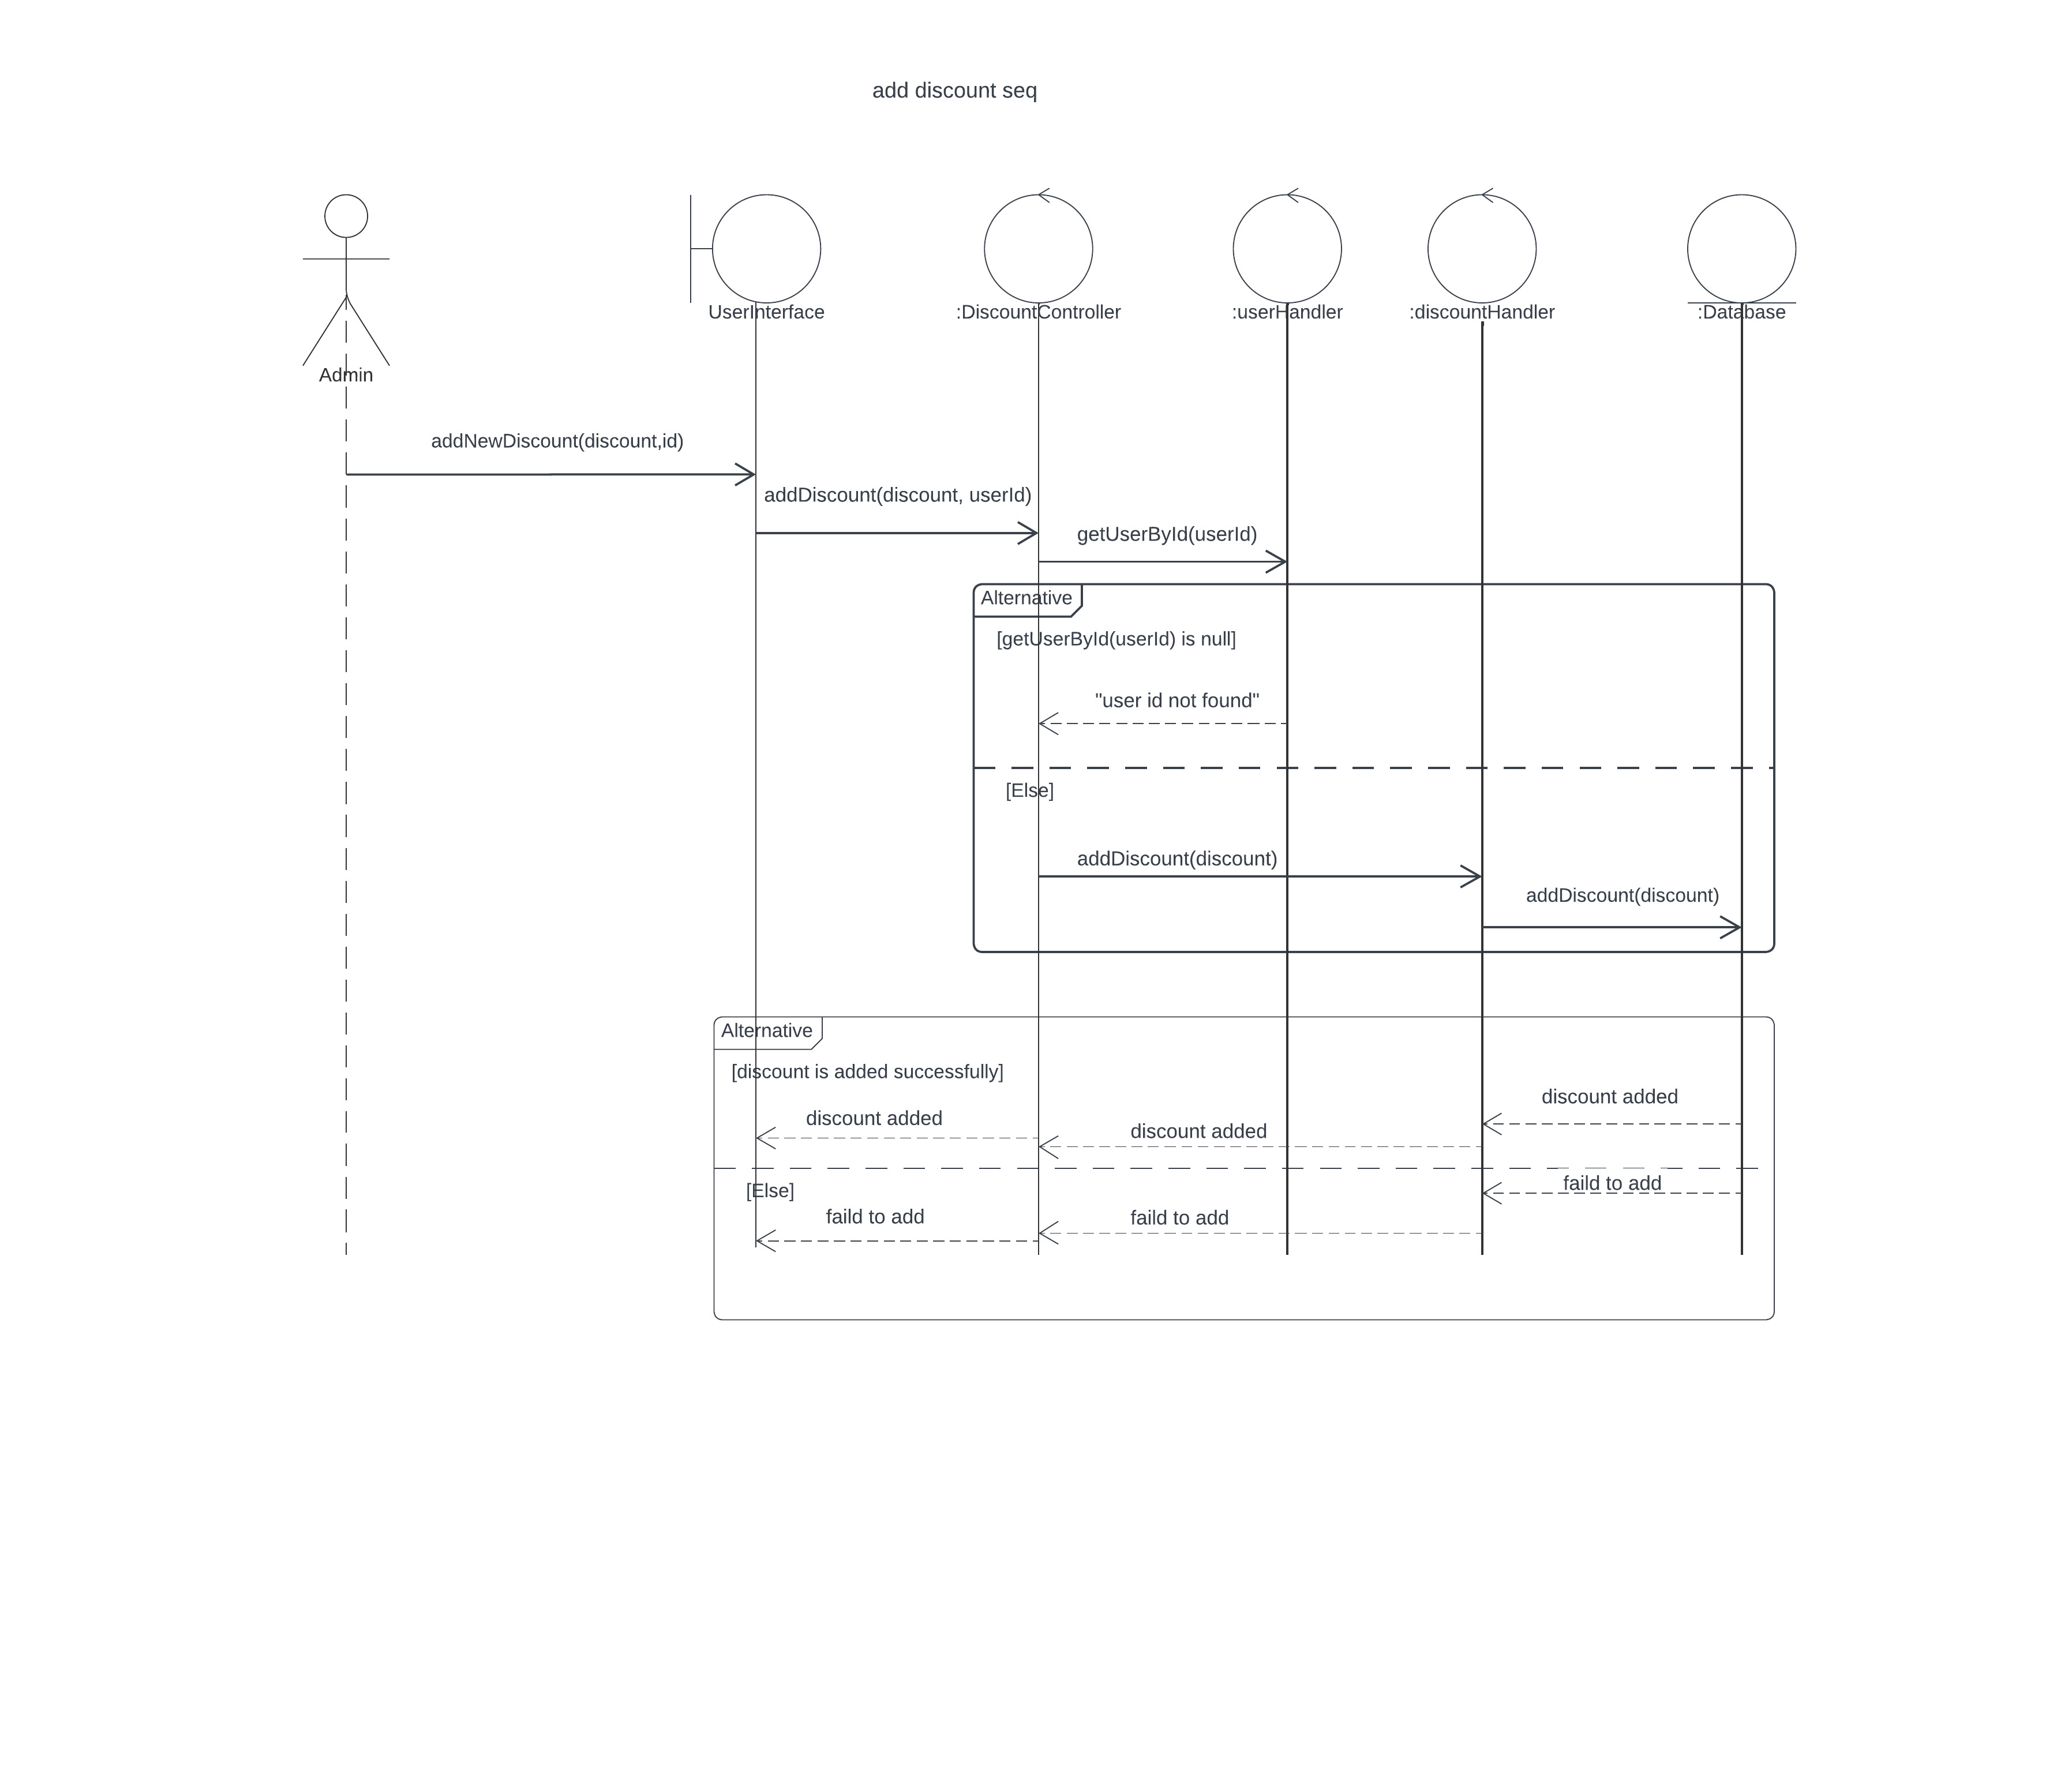 add discount seq
UserInterface
:DiscountController
:userHandler
:discountHandler
:Database
Admin
addNewDiscount(discount,id)
addDiscount(discount, userId)
getUserById(userId)
Alternative
[getUserById(userId) is null]
"user id not found"
[Else]
addDiscount(discount)
addDiscount(discount)
Alternative
[discount is added successfully]
discount added
discount added
discount added
[Else]
faild to add
faild to add
faild to add